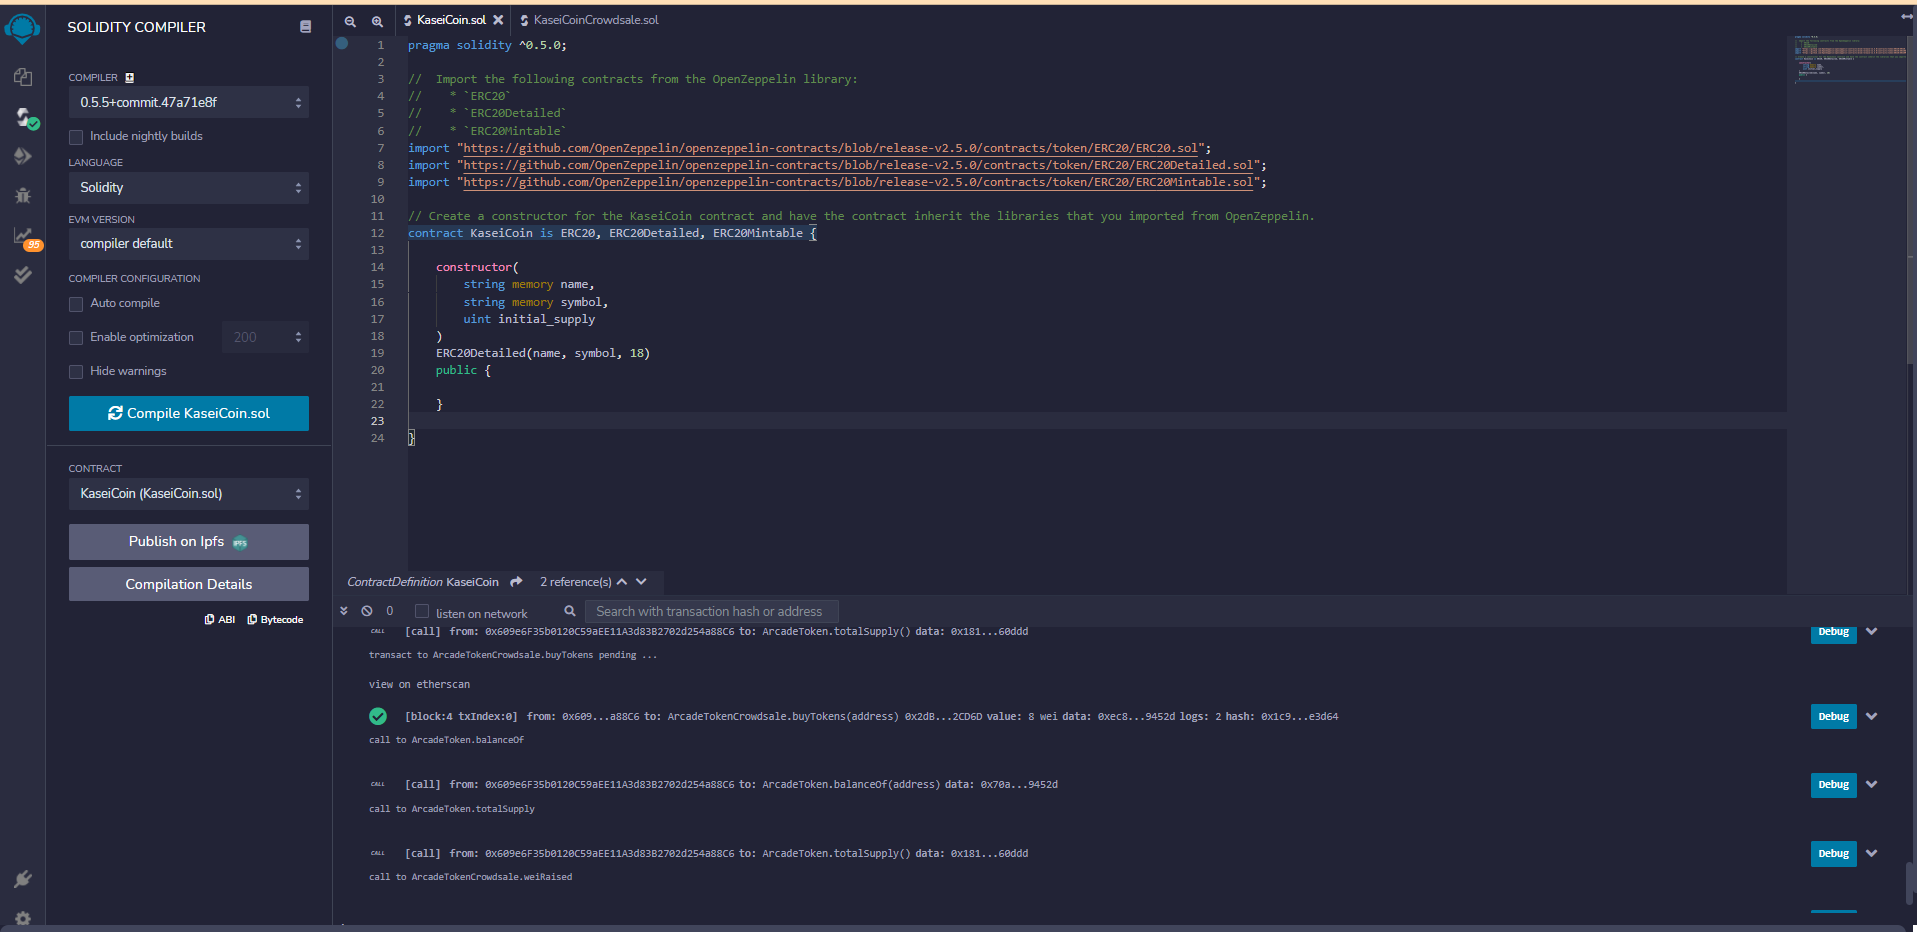 SOLIDITY COMPILER
COMPILER
0.5.5+commit.47a71e8f
Include nightly builds
LANGUAGE
Solidity
EVM VERSION
compiler default
95
COMPILER CONFIGURATION
Auto compile
Enable optimization
200
Hide warnings
Compile KaseiCoin.sol
CONTRACT
KaseiCoin (KaseiCoin.sol)
Publish on Ipfs
IPFS
Compilation Details
ABI Bytecode
KaseiCoin.sol KaseiCoinCrowdsale.sol
1 pragma solidity ^0.5.0;
2
3 //  Import the following contracts from the OpenZeppelin library:
4 //    * `ERC20`
5 //    * `ERC20Detailed`
6 //    * `ERC20Mintable`
7 import "https://github.com/OpenZeppelin/openzeppelin-contracts/blob/release-v2.5.0/contracts/token/ERC20/ERC20.sol";
8 import "https://github.com/OpenZeppelin/openzeppelin-contracts/blob/release-v2.5.0/contracts/token/ERC20/ERC20Detailed.sol";
9 import "https://github.com/OpenZeppelin/openzeppelin-contracts/blob/release-v2.5.0/contracts/token/ERC20/ERC20Mintable.sol";
10
11 // Create a constructor for the KaseiCoin contract and have the contract inherit the libraries that you imported from OpenZeppelin.
12 contract KaseiCoin is ERC20, ERC20Detailed, ERC20Mintable {
13
14 constructor(
15 string memory name,
16 string memory symbol,
17 uint initial_supply
18 )
19 ERC20Detailed(name, symbol, 18)
20 public {
21
22 }
23
24 }
ContractDefinition KaseiCoin 2 reference(s)
0 listen on network Search with transaction hash or address
CALL [call] from: 0x609e6F35b0120C59aEE11A3d83B2702d254a88C6 to: ArcadeToken.totalSupply() data: 0x181...60ddd Debug
transact to ArcadeTokenCrowdsale.buyTokens pending ...
view on etherscan
[block:4 txIndex:0] from: 0x609...a88C6 to: ArcadeTokenCrowdsale.buyTokens(address) 0x2dB...2CD6D value: 8 wei data: 0xec8...9452d logs: 2 hash: 0x1c9...e3d64 Debug
call to ArcadeToken.balanceOf
CALL [call] from: 0x609e6F35b0120C59aEE11A3d83B2702d254a88C6 to: ArcadeToken.balanceOf(address) data: 0x70a...9452d Debug
call to ArcadeToken.totalSupply
CALL [call] from: 0x609e6F35b0120C59aEE11A3d83B2702d254a88C6 to: ArcadeToken.totalSupply() data: 0x181...60ddd Debug
call to ArcadeTokenCrowdsale.weiRaised